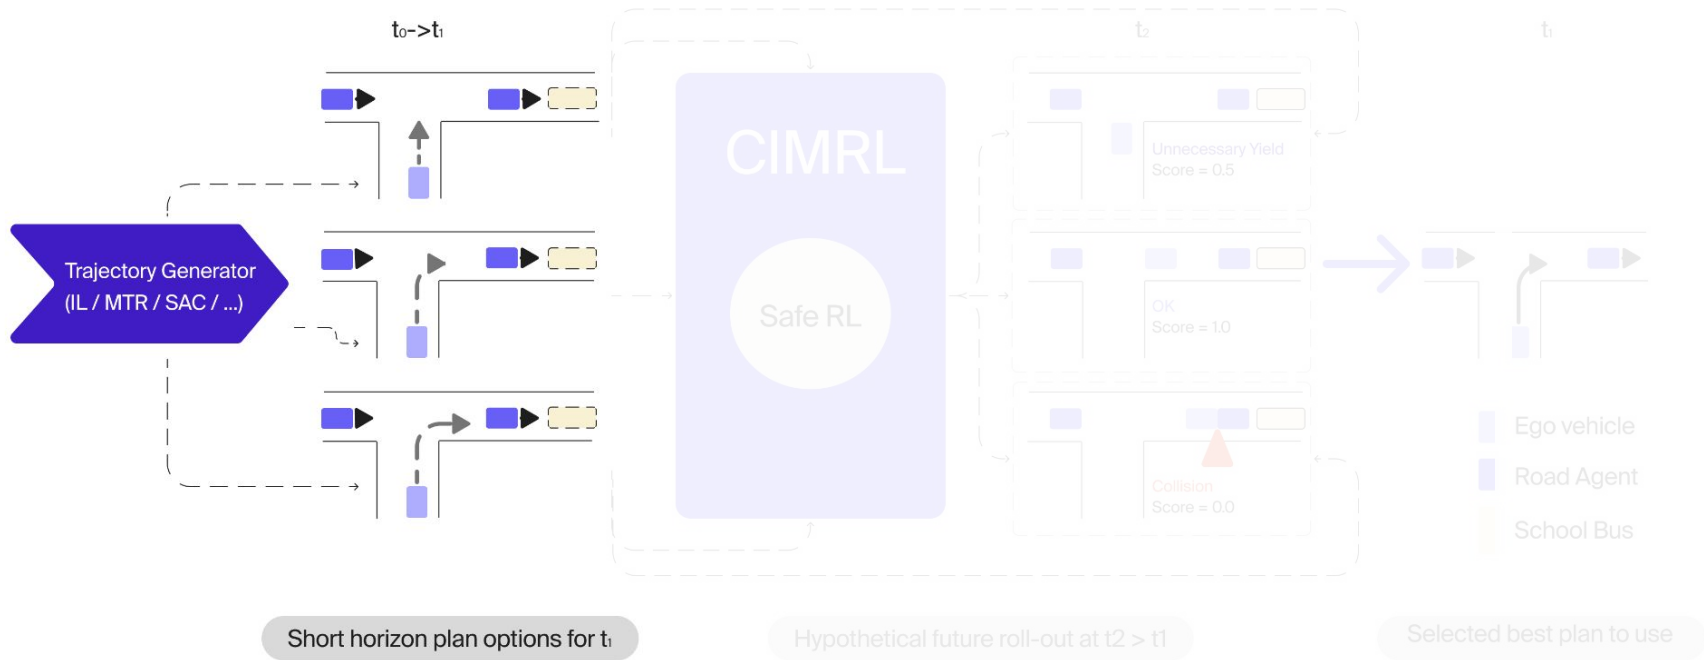 t₀->t₁
t₂
t₁
Trajectory Generator
(IL / MTR / SAC / ...)
CIMRL
Safe RL
Unnecessary Yield
Score = 0.5
OK
Score = 1.0
Collision
Score = 0.0
Ego vehicle
Road Agent
School Bus
Short horizon plan options for t₁
Hypothetical future roll-out at t2 > t1
Selected best plan to use